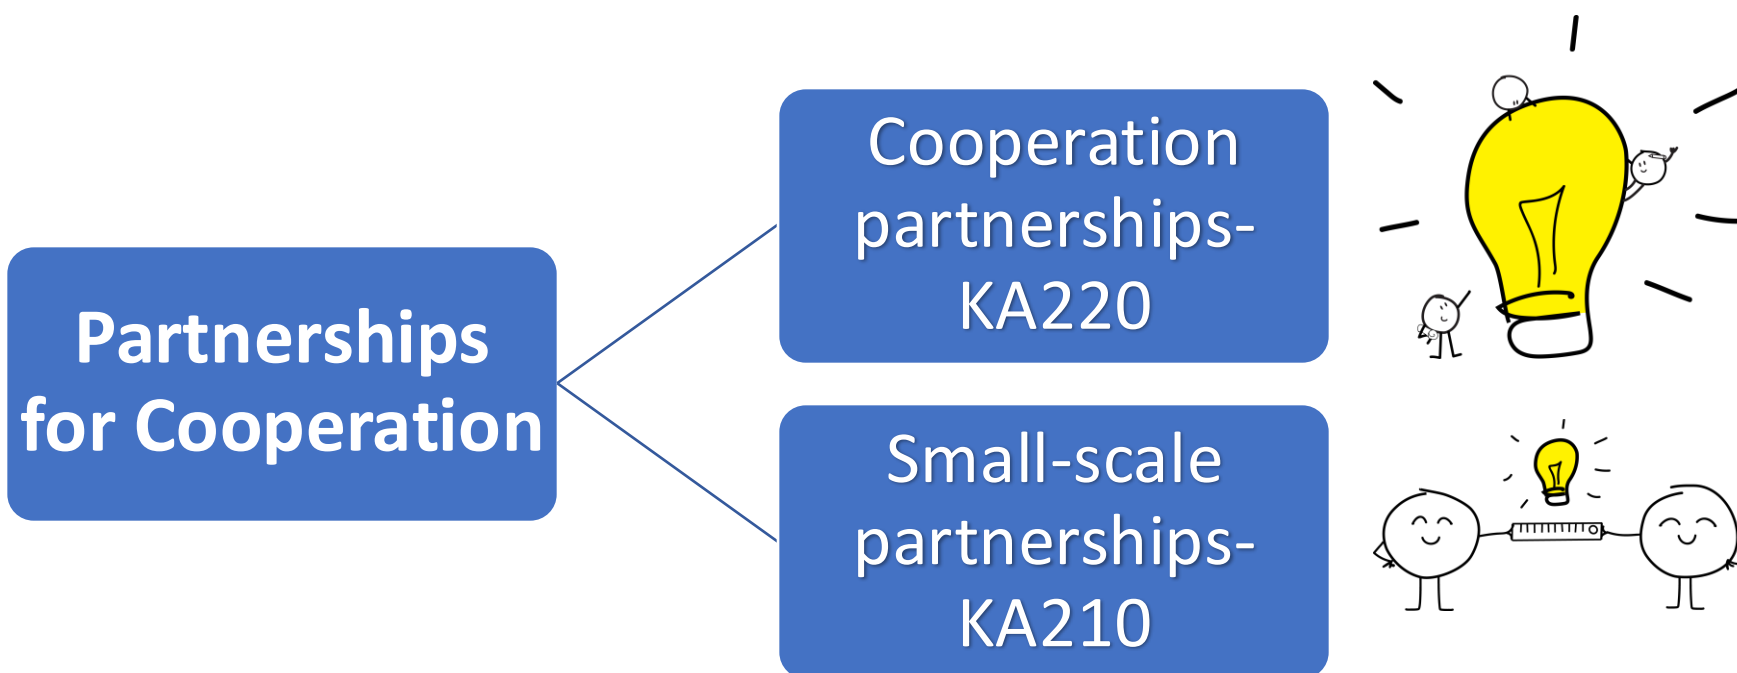 Partnerships
for Cooperation
Cooperation
partnerships-
KA220
Small-scale
partnerships-
KA210